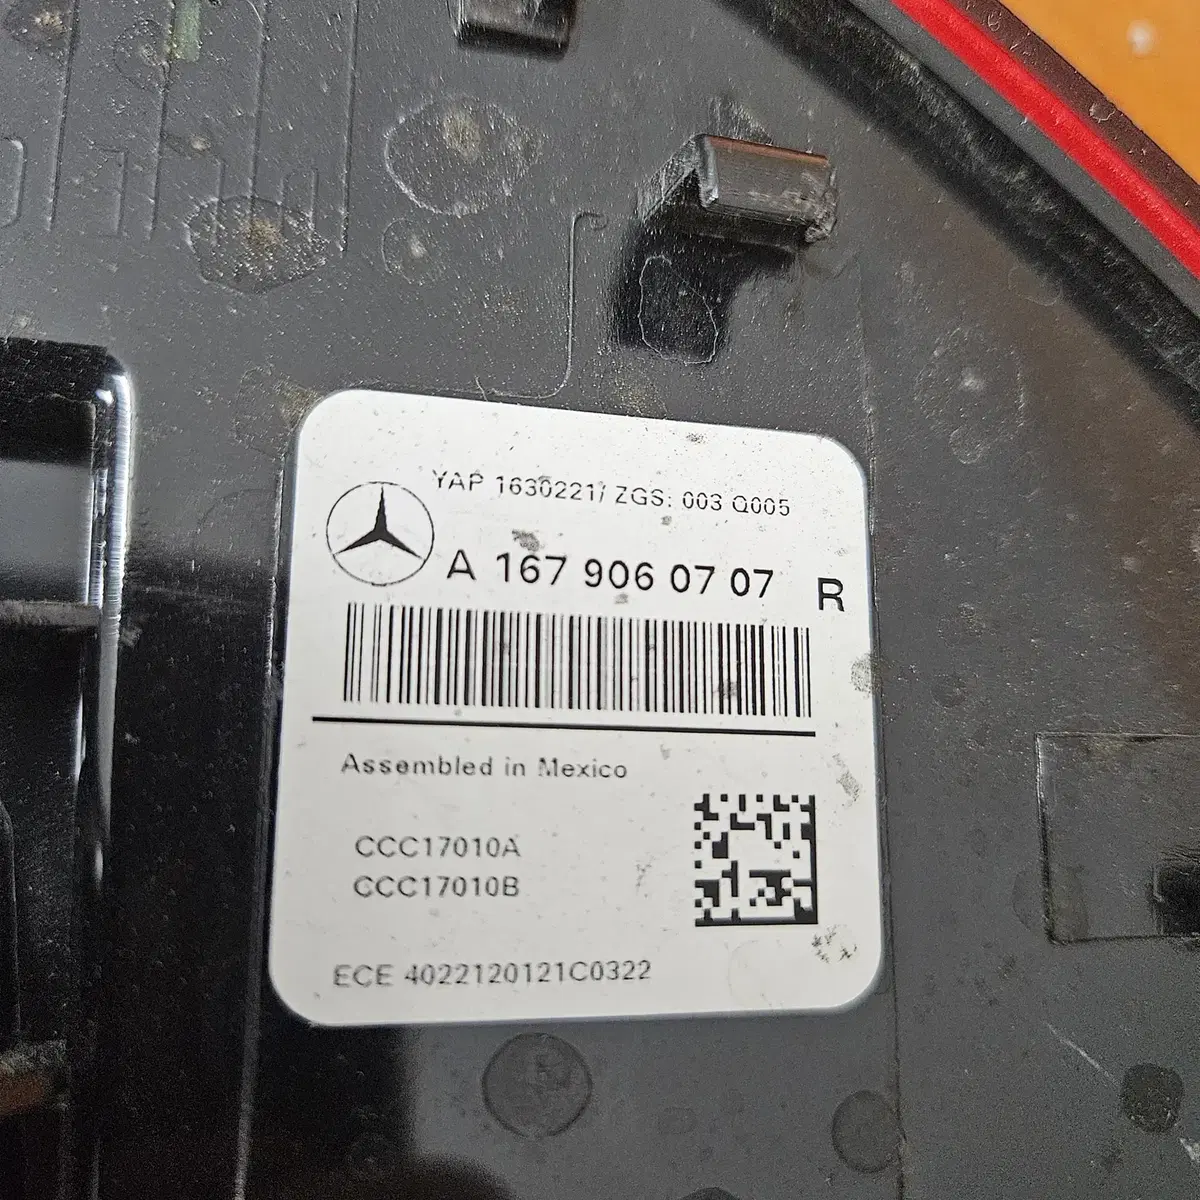 YAP 1630221/ ZGS: 003 Q005
A 167 906 07 07 R
Assembled in Mexico
CCC17010A
CCC17010B
ECE 4022120121C0322